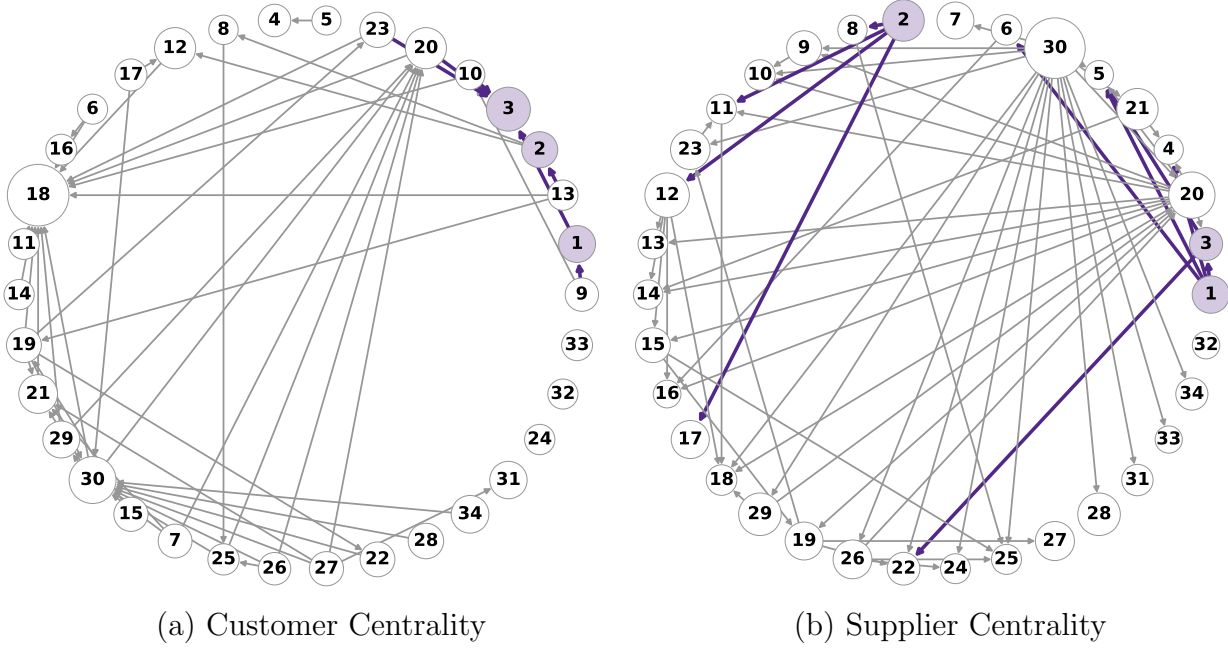 8 4 5 23 20 10 3 2 13 1 9 33 32 24 31 34 28 22 27 26 25 7 15 30 29 21 19 14 11 18 16 6 17 12
2 7 6 30 5 21 4 20 3 1 32 34 33 31 28 27 25 24 22 26 19 29 18 17 16 15 14 13 12 23 11 10 9 8
(a) Customer Centrality
(b) Supplier Centrality